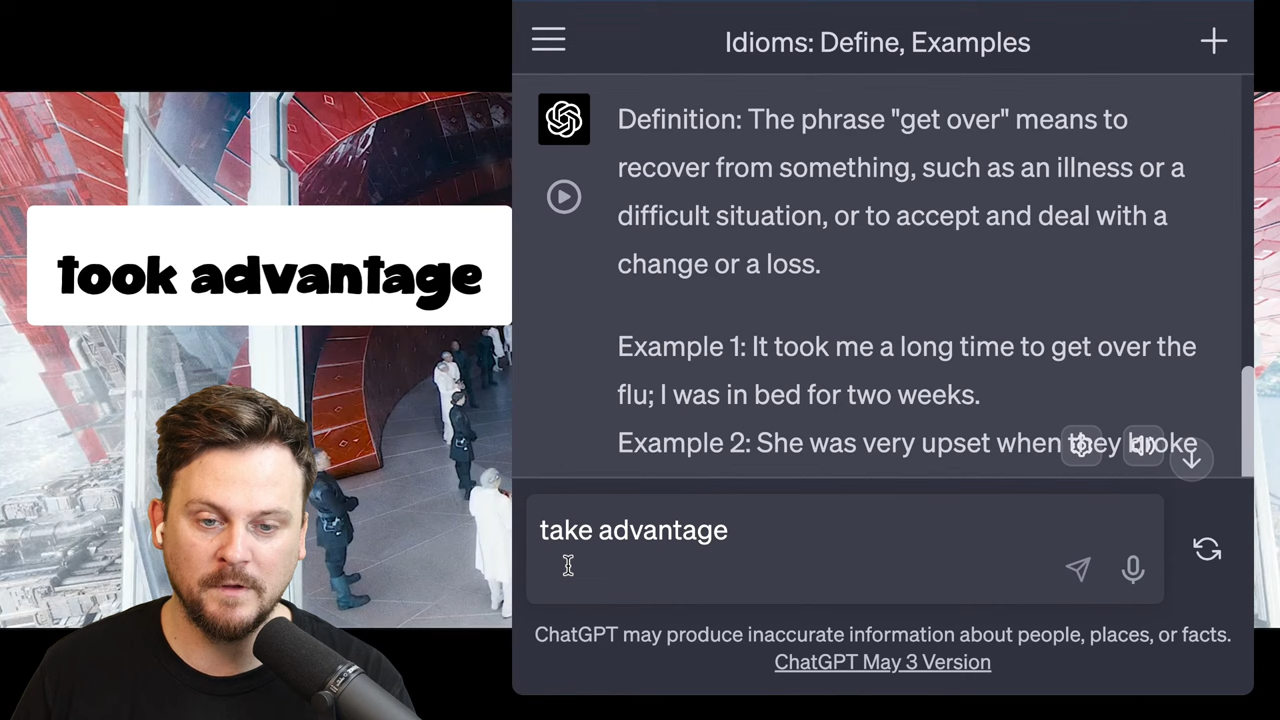 Idioms: Define, Examples
took advantage
Definition: The phrase "get over" means to
recover from something, such as an illness or a
difficult situation, or to accept and deal with a
change or a loss.
Example 1: It took me a long time to get over the
flu; I was in bed for two weeks.
Example 2: She was very upset when they broke
take advantage
ChatGPT may produce inaccurate information about people, places, or facts.
ChatGPT May 3 Version